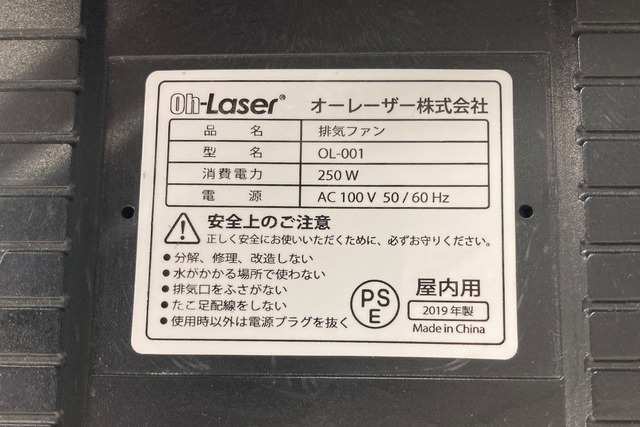 Oh-Laser® オーレーザー株式会社
品名 排気ファン
型名 OL-001
消費電力 250 W
電源 AC 100 V 50 / 60 Hz
安全上のご注意
正しく安全にお使いいただくために、必ずお守りください。
● 分解、修理、改造しない
● 水がかかる場所で使わない
● 排気口をふさがない
● たこ足配線をしない
● 使用時以外は電源プラグを抜く
PS
E
屋内用
2019 年製
Made in China